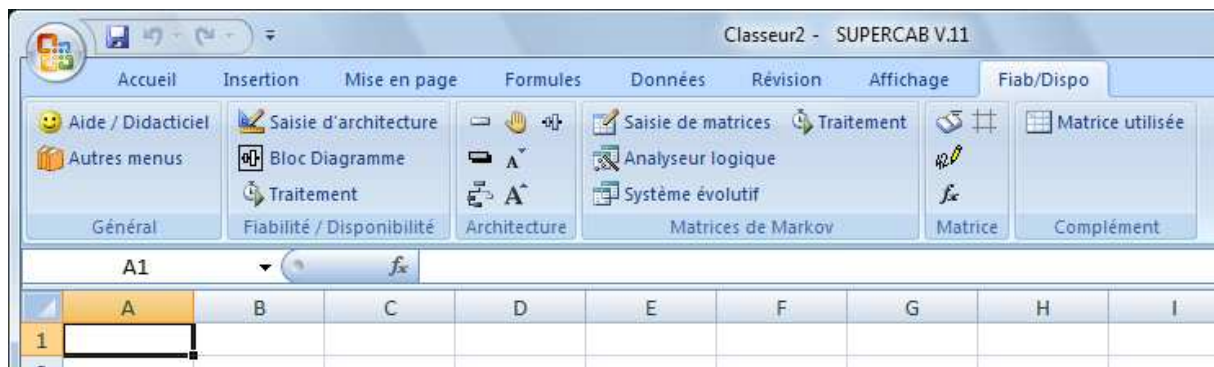 Classeur2 - SUPERCAB V.11
Accueil Insertion Mise en page Formules Données Révision Affichage Fiab/Dispo
Aide / Didacticiel
Autres menus
Général
Saisie d'architecture
Bloc Diagramme
Traitement
Fiabilité / Disponibilité
A A
Architecture
Saisie de matrices Traitement
Analyseur logique
Système évolutif
Matrices de Markov
fx
Matrice
Matrice utilisée
Complément
A1 fx
A B C D E F G H I
1